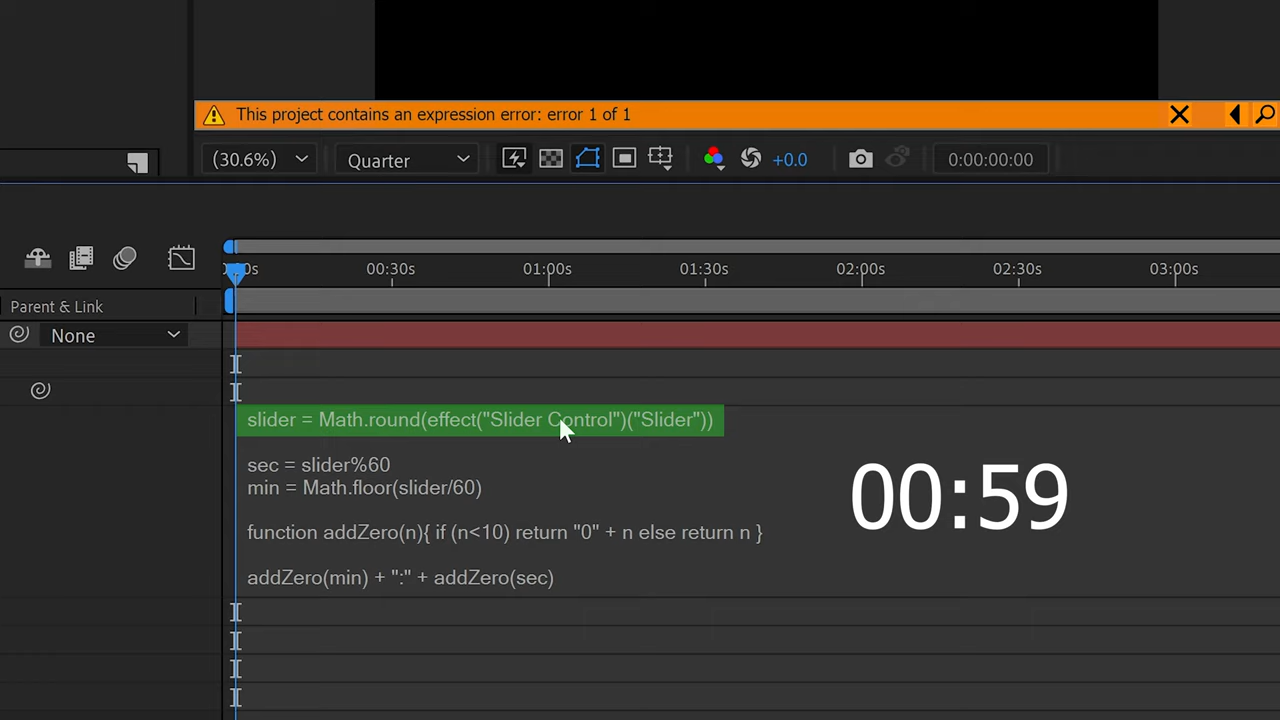 This project contains an expression error: error 1 of 1
(30.6%) Quarter +0.0 0:00:00:00
00:30s 01:00s 01:30s 02:00s 02:30s 03:00s
Parent & Link
None
slider = Math.round(effect("Slider Control")("Slider"))
sec = slider%60
min = Math.floor(slider/60)
00:59
function addZero(n){ if (n<10) return "0" + n else return n }
addZero(min) + ":" + addZero(sec)